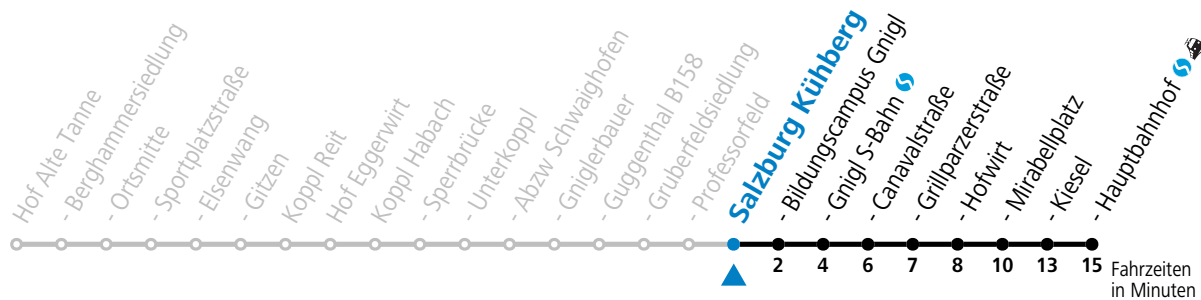 Hof Alte Tanne
- Berghammersiedlung
- Ortsmitte
- Sportplatzstraße
- Elsenwang
- Gitzen
Koppl Reit
Hof Eggerwirt
Koppl Habach
- Sperrbrücke
- Unterkoppl
- Abzw Schwaighofen
- Gniglerbauer
- Guggenthal B158
- Gruberfeldsiedlung
- Professorfeld
Salzburg Kühberg
- Bildungscampus Gnigl
- Gnigl S-Bahn
- Canavalstraße
- Grillparzerstraße
- Hofwirt
- Mirabellplatz
- Kiesel
- Hauptbahnhof
2 4 6 7 8 10 13 15
Fahrzeiten
in Minuten